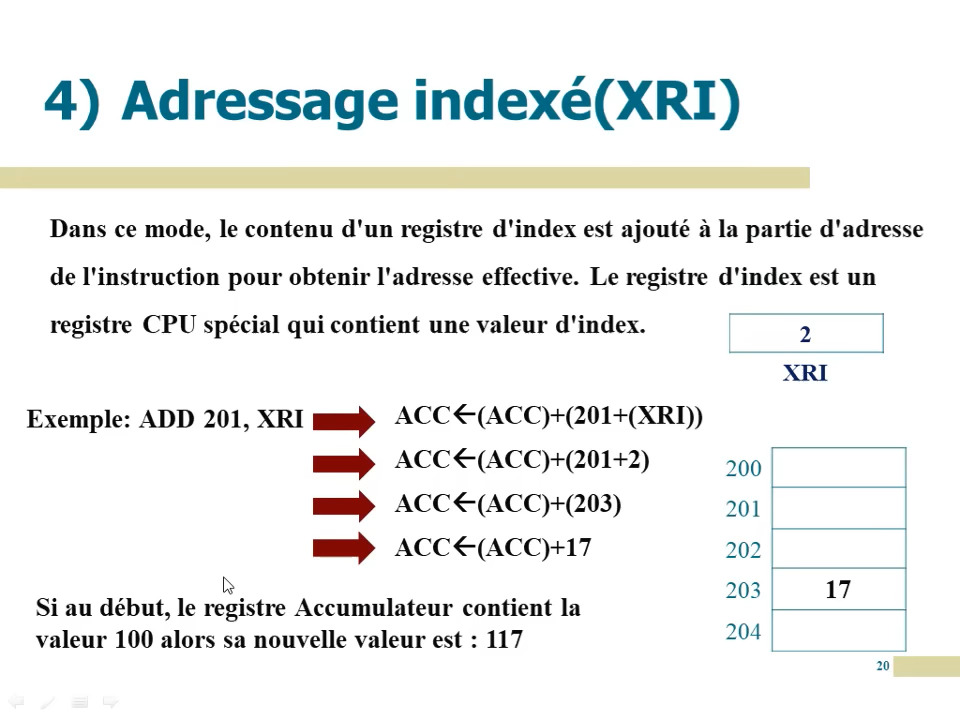 4) Adressage indexé(XRI)
Dans ce mode, le contenu d'un registre d'index est ajouté à la partie d'adresse
de l'instruction pour obtenir l'adresse effective. Le registre d'index est un
registre CPU spécial qui contient une valeur d'index.
2
XRI
Exemple: ADD 201, XRI
ACC←(ACC)+(201+(XRI))
ACC←(ACC)+(201+2)
ACC←(ACC)+(203)
ACC←(ACC)+17
200
201
202
203 17
204
Si au début, le registre Accumulateur contient la
valeur 100 alors sa nouvelle valeur est : 117
20